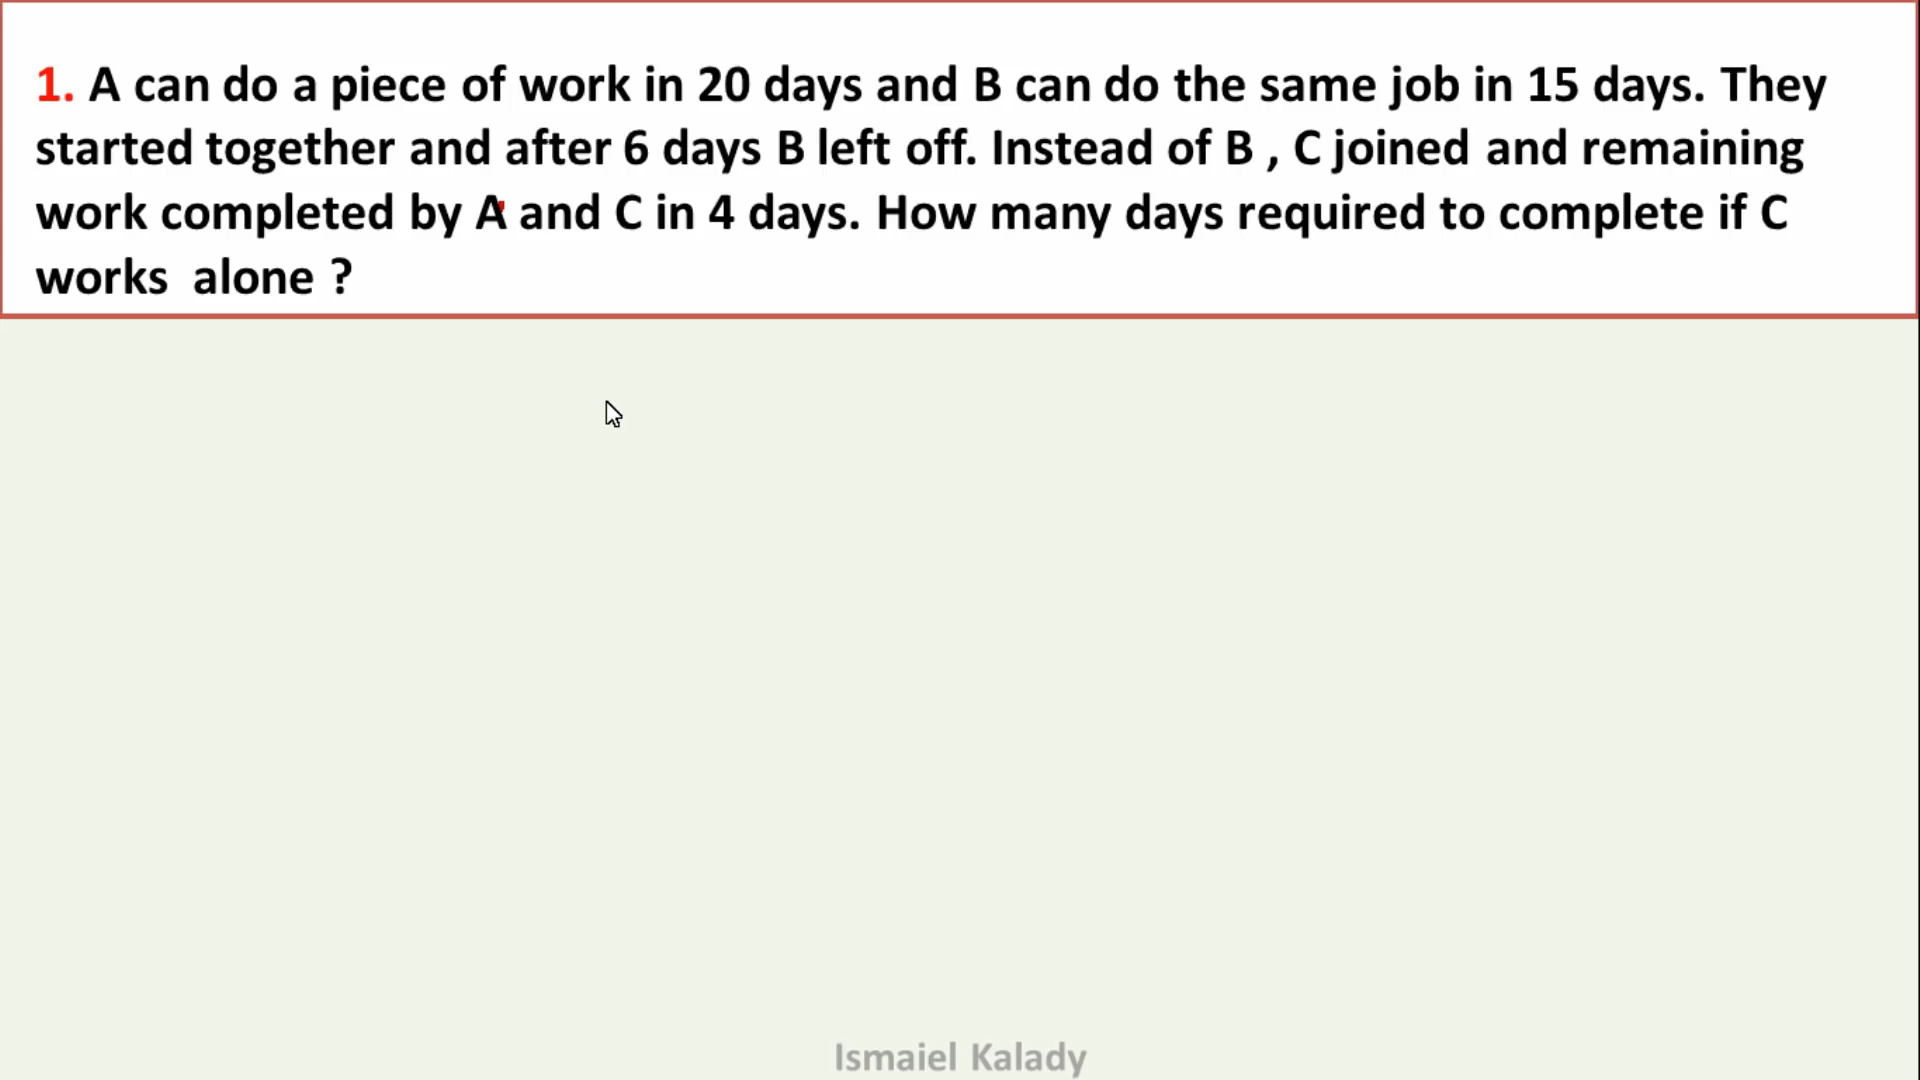 1. A can do a piece of work in 20 days and B can do the same job in 15 days. They
started together and after 6 days B left off. Instead of B , C joined and remaining
work completed by A and C in 4 days. How many days required to complete if C
works  alone ?
Ismaiel Kalady